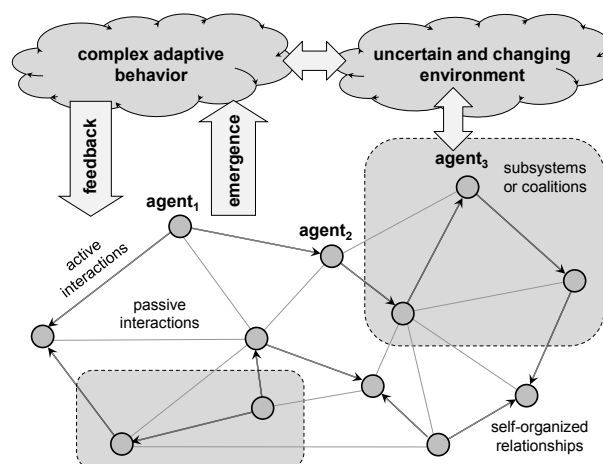 complex adaptive
behavior
uncertain and changing
environment
feedback
emergence
agent3
subsystems
or coalitions
agent1
agent2
active
interactions
passive
interactions
self-organized
relationships